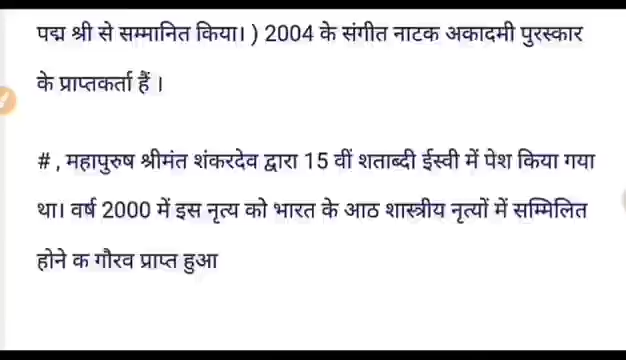 पद्म श्री से सम्मानित किया। ) 2004 के संगीत नाटक अकादमी पुरस्कार
के प्राप्तकर्ता हैं ।
# , महापुरुष श्रीमंत शंकरदेव द्वारा 15 वीं शताब्दी ईस्वी में पेश किया गया
था। वर्ष 2000 में इस नृत्य को भारत के आठ शास्त्रीय नृत्यों में सम्मिलित
होने क गौरव प्राप्त हुआ